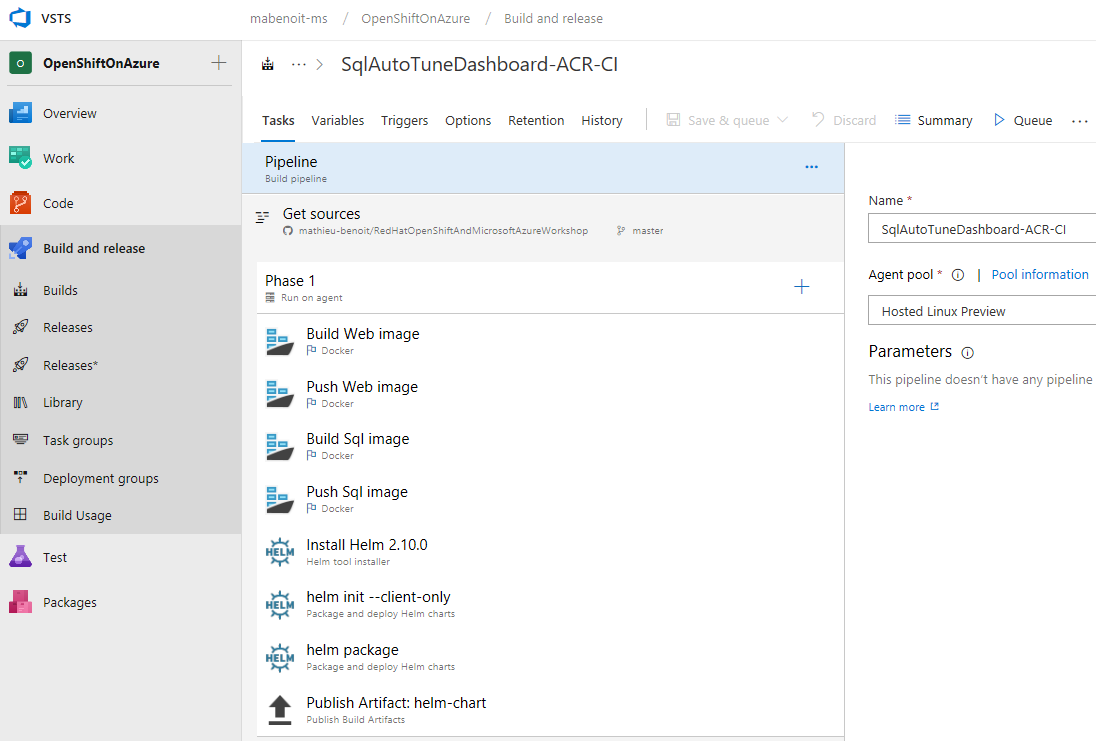 VSTS
mabenoit-ms / OpenShiftOnAzure / Build and release
O OpenShiftOnAzure
Overview
Work
Code
Build and release
Builds
Releases
Releases*
Library
Task groups
Deployment groups
Build Usage
Test
Packages
SqlAutoTuneDashboard-ACR-CI
Tasks Variables Triggers Options Retention History Save & queue Discard Summary Queue
Pipeline
Build pipeline
Get sources
mathieu-benoit/RedHatOpenShiftAndMicrosoftAzureWorkshop master
Phase 1
Run on agent
Build Web image
Docker
Push Web image
Docker
Build Sql image
Docker
Push Sql image
Docker
HELM
Install Helm 2.10.0
Helm tool installer
HELM
helm init --client-only
Package and deploy Helm charts
HELM
helm package
Package and deploy Helm charts
Publish Artifact: helm-chart
Publish Build Artifacts
Name *
SqlAutoTuneDashboard-ACR-CI
Agent pool * | Pool information
Hosted Linux Preview
Parameters
This pipeline doesn't have any pipeline
Learn more